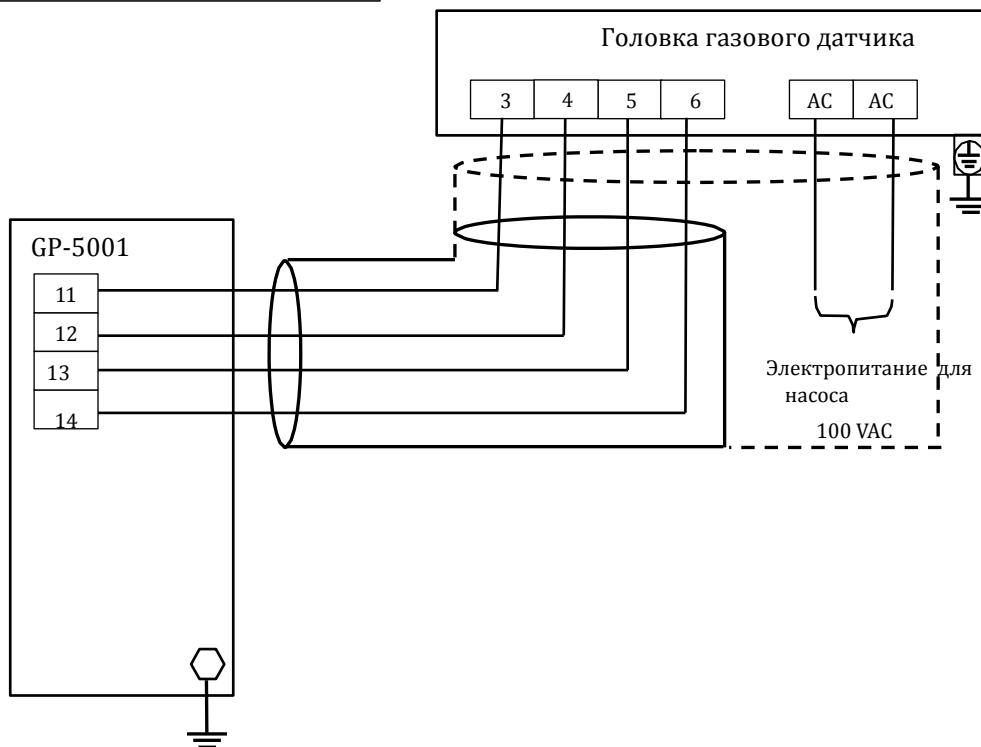 Головка газового датчика
3 4 5 6 AC AC
GP-5001
11
12
13
14
Электропитание для
насоса
100 VAC